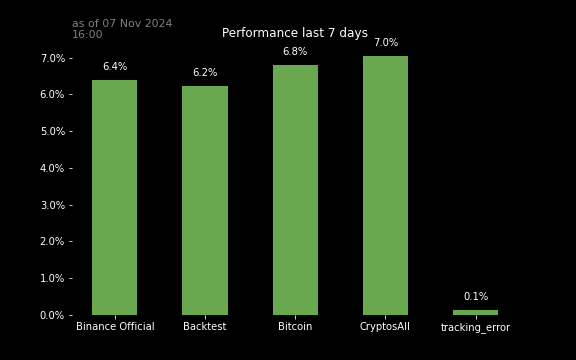 as of 07 Nov 2024
16:00
Performance last 7 days
7.0%
6.0%
5.0%
4.0%
3.0%
2.0%
1.0%
0.0%
6.4%
6.2%
6.8%
7.0%
0.1%
Binance Official
Backtest
Bitcoin
CryptosAll
tracking_error